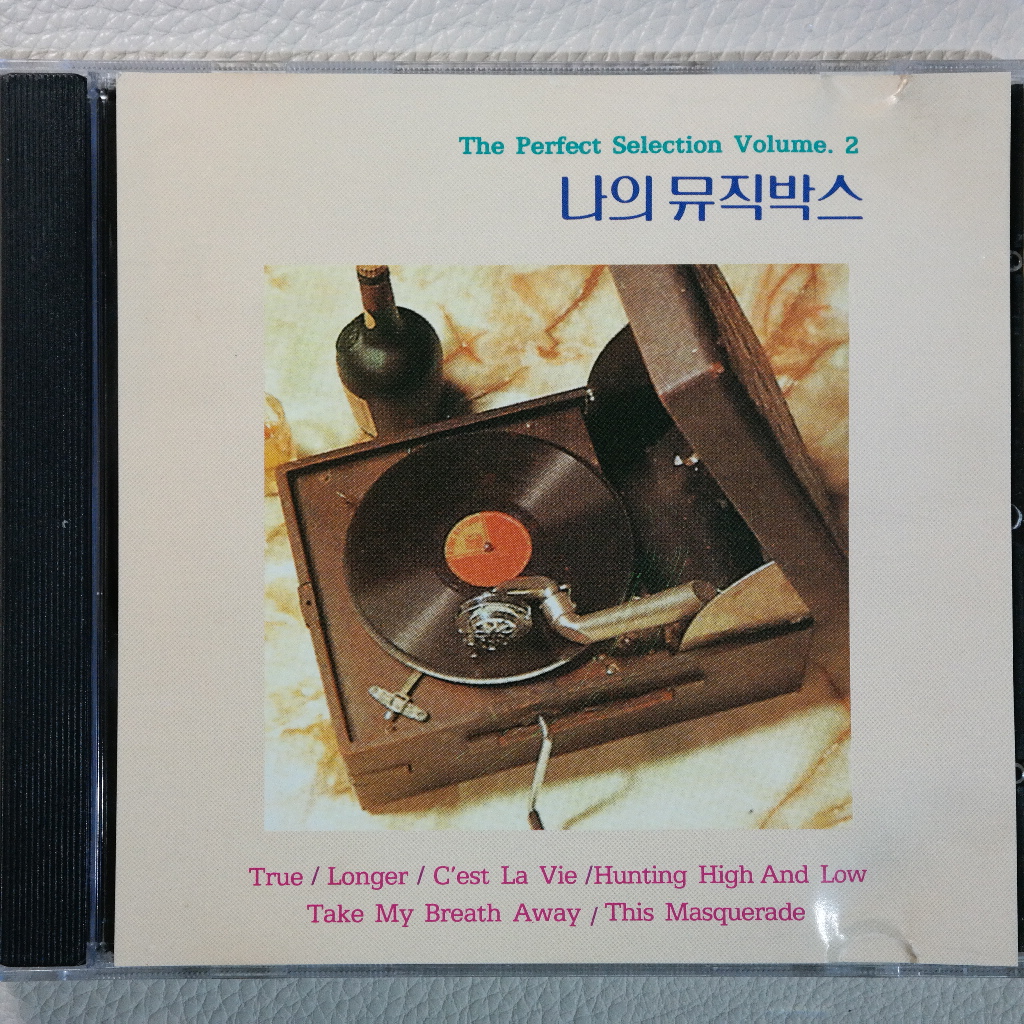 The Perfect Selection Volume. 2
나의 뮤직박스
True / Longer / C'est La Vie /Hunting High And Low
Take My Breath Away / This Masquerade